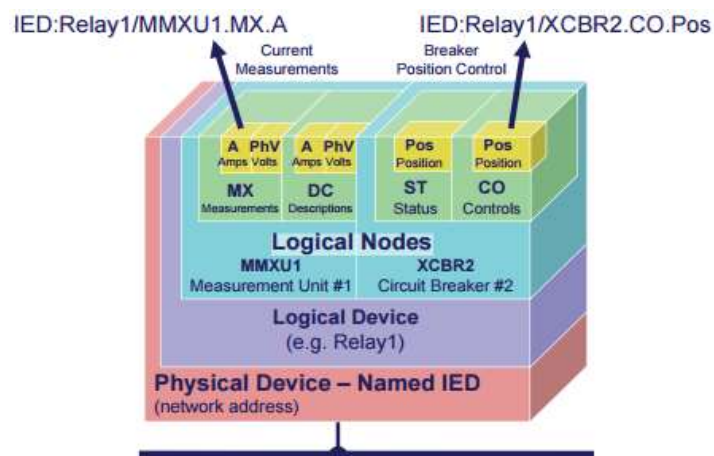 IED:Relay1/MMXU1.MX.A
IED:Relay1/XCBR2.CO.Pos
Current
Measurements
Breaker
Position Control
A PhV
Amps Volts
A PhV
Amps Volts
Pos
Position
Pos
Position
MX
Measurements
DC
Descriptions
ST
Status
CO
Controls
Logical Nodes
MMXU1
Measurement Unit #1
XCBR2
Circuit Breaker #2
Logical Device
(e.g. Relay1)
Physical Device – Named IED
(network address)